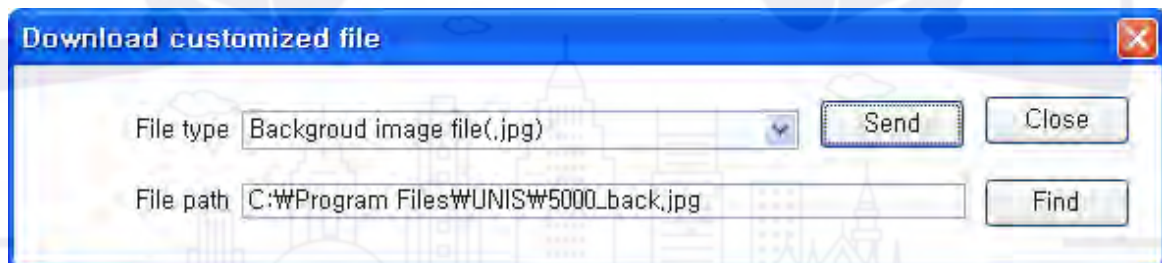 Download customized file
File type Backgroud image file(.jpg) Send Close
File path C:₩Program Files₩UNIS₩5000_back.jpg Find